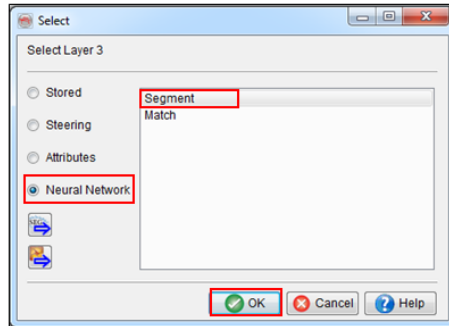 Select
Select Layer 3
Stored
Steering
Attributes
Neural Network
Segment
Match
OK
Cancel
Help